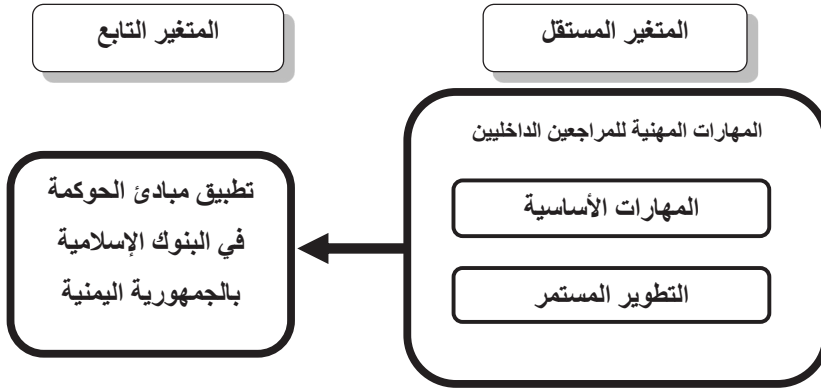 المتغير المستقل
المتغير التابع
المهارات المهنية للمراجعين الداخليين
المهارات الأساسية
التطوير المستمر
تطبيق مبادئ الحوكمة
في البنوك الإسلامية
بالجمهورية اليمنية